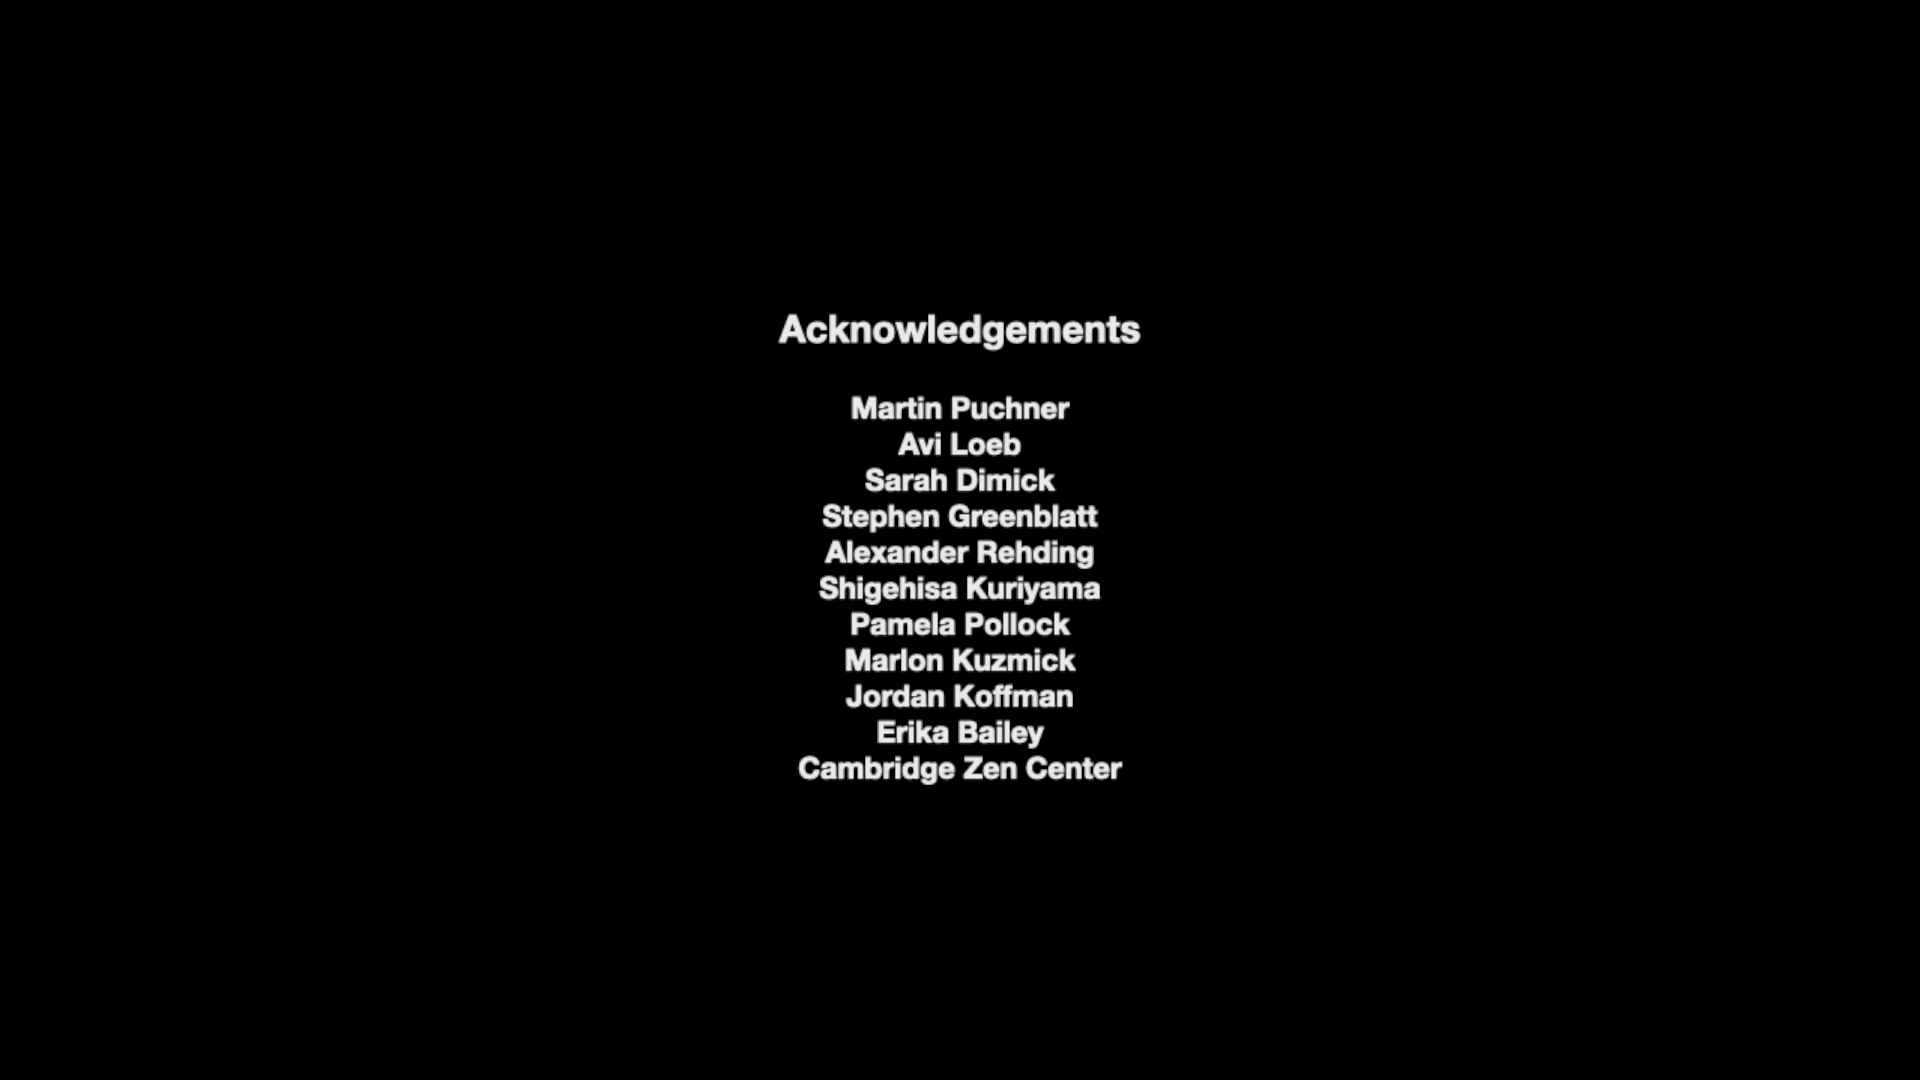 Acknowledgements
Martin Puchner
Avi Loeb
Sarah Dimick
Stephen Greenblatt
Alexander Rehding
Shigehisa Kuriyama
Pamela Pollock
Marlon Kuzmick
Jordan Koffman
Erika Bailey
Cambridge Zen Center